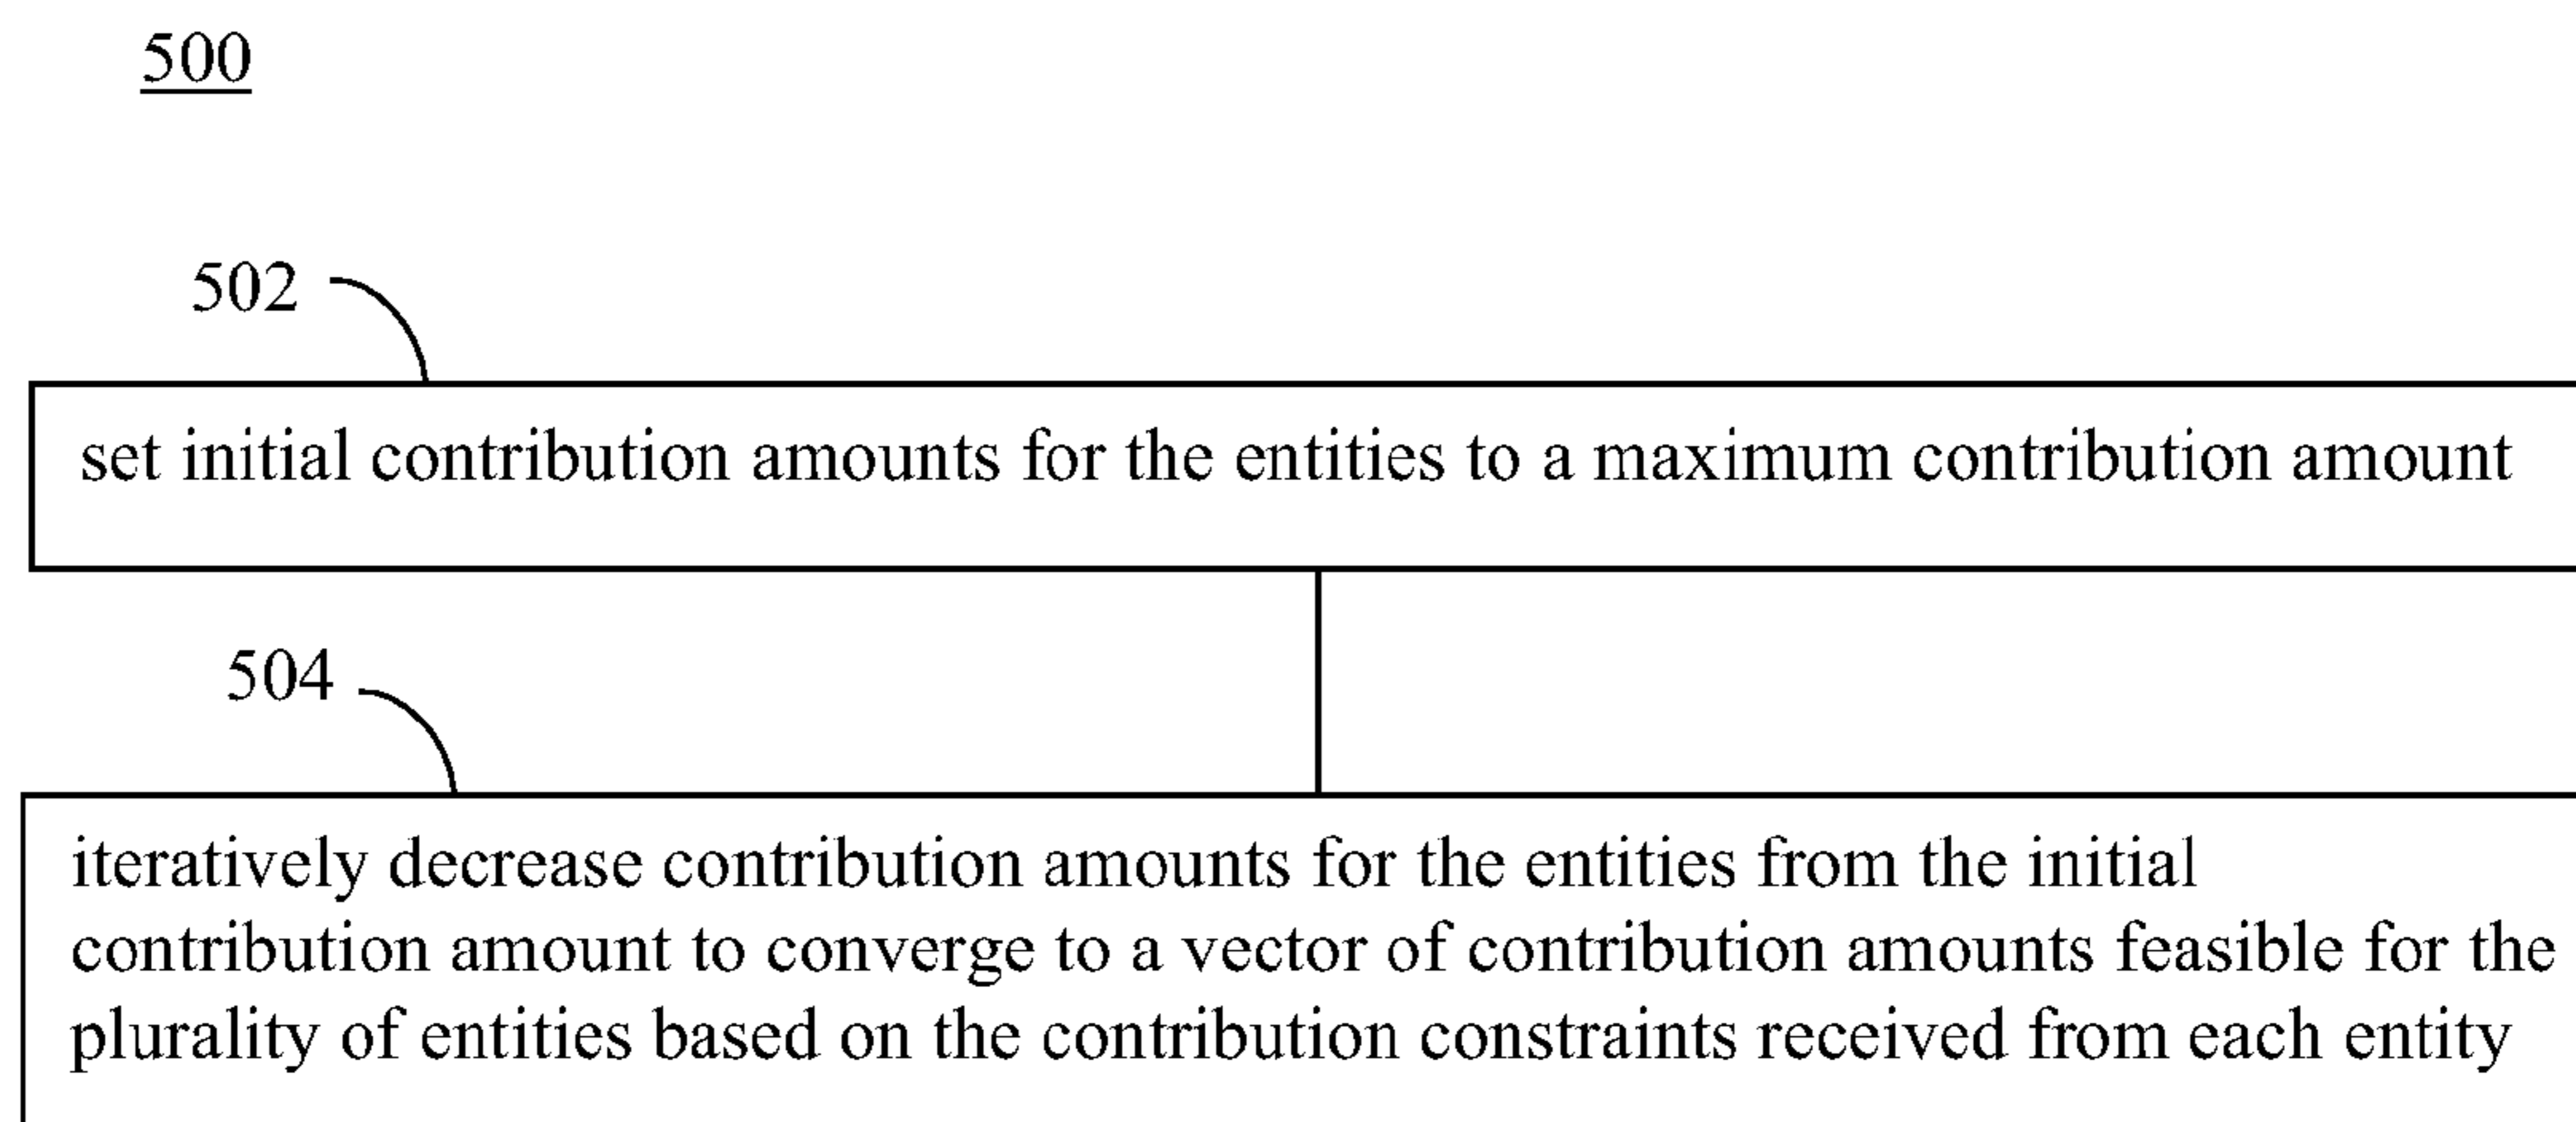 500
502
set initial contribution amounts for the entities to a maximum contribution amount
504
iteratively decrease contribution amounts for the entities from the initial
contribution amount to converge to a vector of contribution amounts feasible for the
plurality of entities based on the contribution constraints received from each entity